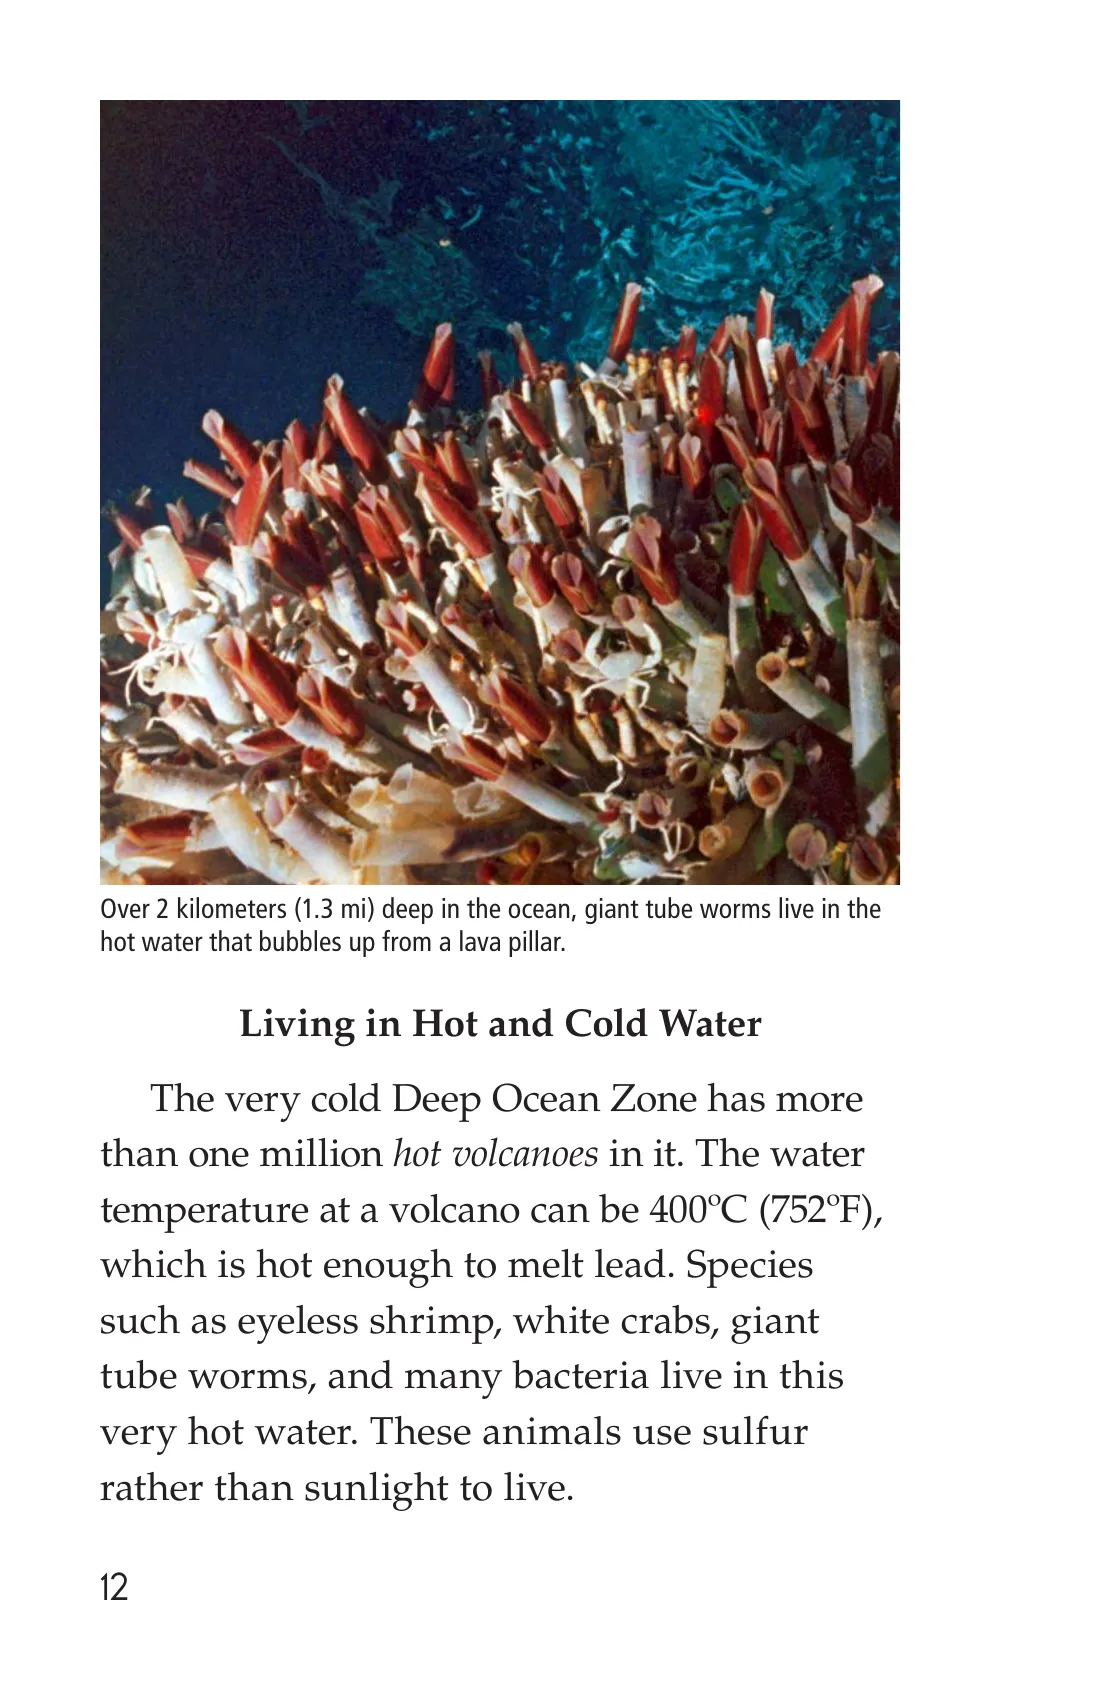 Over 2 kilometers (1.3 mi) deep in the ocean, giant tube worms live in the
hot water that bubbles up from a lava pillar.
Living in Hot and Cold Water
The very cold Deep Ocean Zone has more
than one million hot volcanoes in it. The water
temperature at a volcano can be 400ºC (752ºF),
which is hot enough to melt lead. Species
such as eyeless shrimp, white crabs, giant
tube worms, and many bacteria live in this
very hot water. These animals use sulfur
rather than sunlight to live.
12